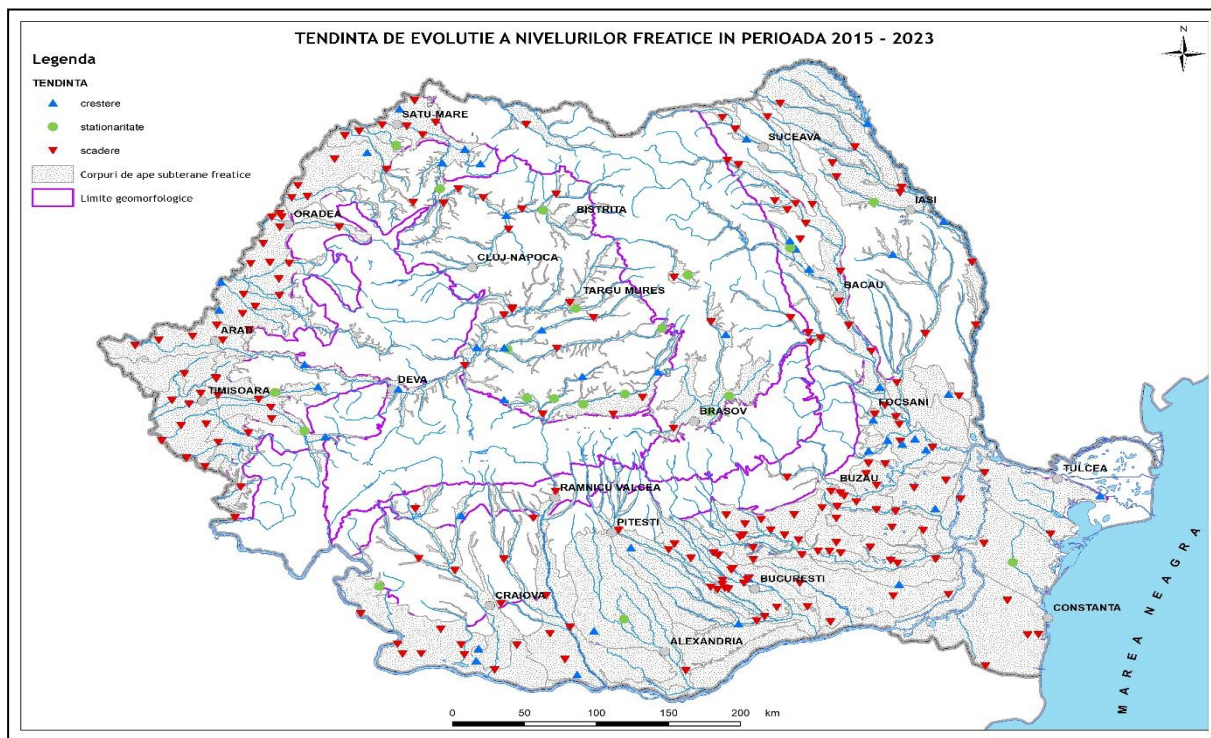 TENDINTA DE EVOLUTIE A NIVELURILOR FREATICE IN PERIOADA 2015 - 2023
N
Legenda
TENDINTA
crestere
stationaritate
scadere
Corpuri de ape subterane freatice
Limite geomorfologice
SATU-MARE
SUCEAVA
IASI
ORADEA
BISTRITA
CLUJ-NAPOCA
TARGU MURES
BACAU
ARAD
DEVA
TIMISOARA
FOCSANI
BRASOV
TULCEA
BUZAU
RAMNICU VALCEA
PITESTI
BUCURESTI
CRAIOVA
CONSTANTA
ALEXANDRIA
MAREA NEAGRA
0 50 100 150 200 km